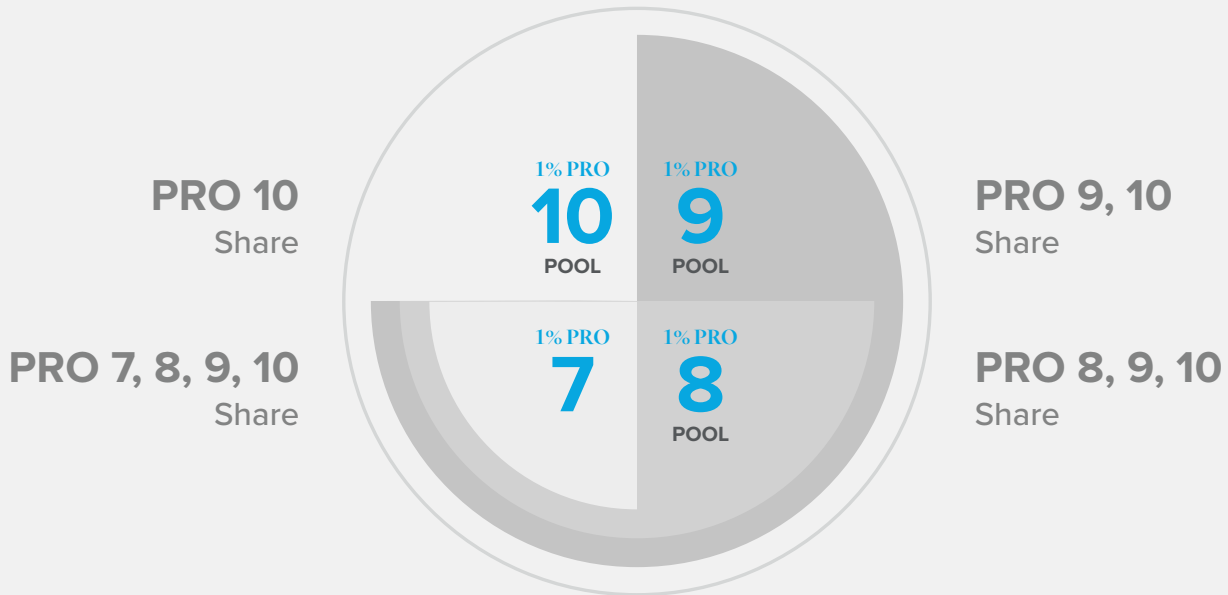 PRO 10
Share
1% PRO
10
POOL
1% PRO
9
POOL
PRO 9, 10
Share
PRO 7, 8, 9, 10
Share
1% PRO
7
1% PRO
8
POOL
PRO 8, 9, 10
Share